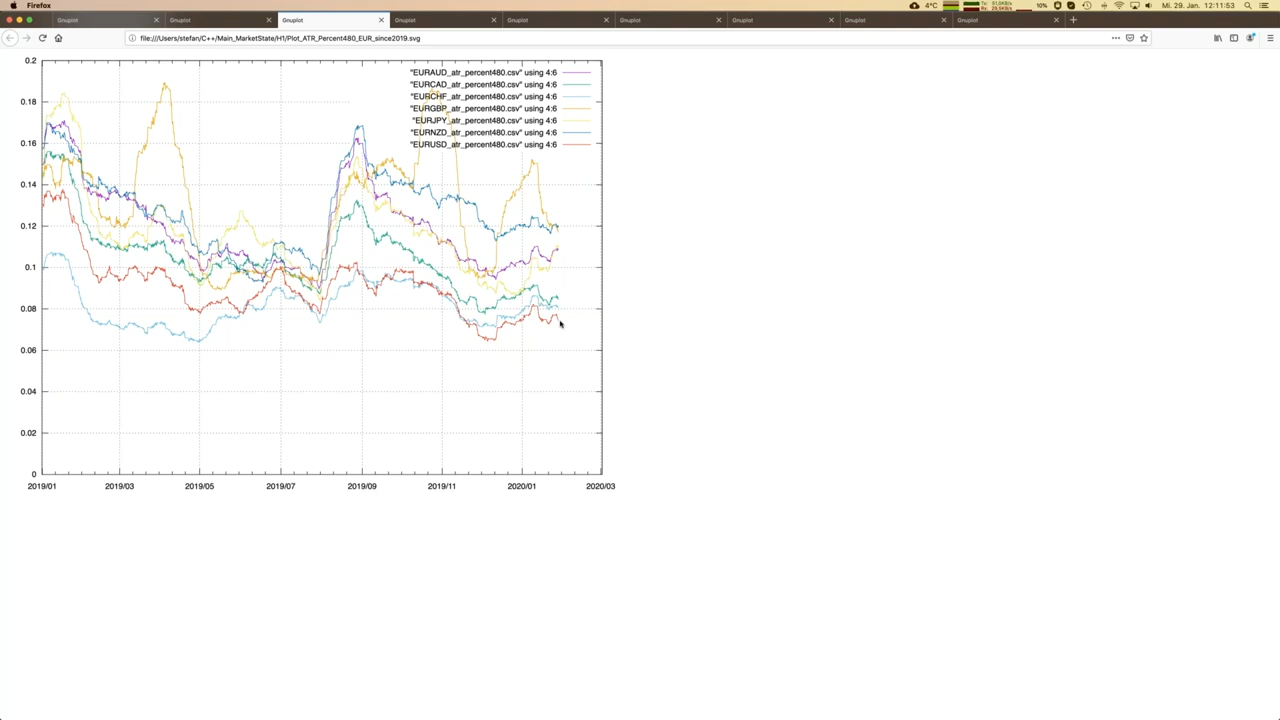 Firefox
4°C
10%
Mi. 29. Jan. 12:11:53
Gnuplot
Gnuplot
Gnuplot
Gnuplot
Gnuplot
Gnuplot
Gnuplot
Gnuplot
Gnuplot
file:///Users/stefan/C++/Main_MarketState/H1/Plot_ATR_Percent480_EUR_since2019.svg
"EURAUD_atr_percent480.csv" using 4:6
"EURCAD_atr_percent480.csv" using 4:6
"EURCHF_atr_percent480.csv" using 4:6
"EURGBP_atr_percent480.csv" using 4:6
"EURJPY_atr_percent480.csv" using 4:6
"EURNZD_atr_percent480.csv" using 4:6
"EURUSD_atr_percent480.csv" using 4:6
0.2
0.18
0.16
0.14
0.12
0.1
0.08
0.06
0.04
0.02
0
2019/01
2019/03
2019/05
2019/07
2019/09
2019/11
2020/01
2020/03